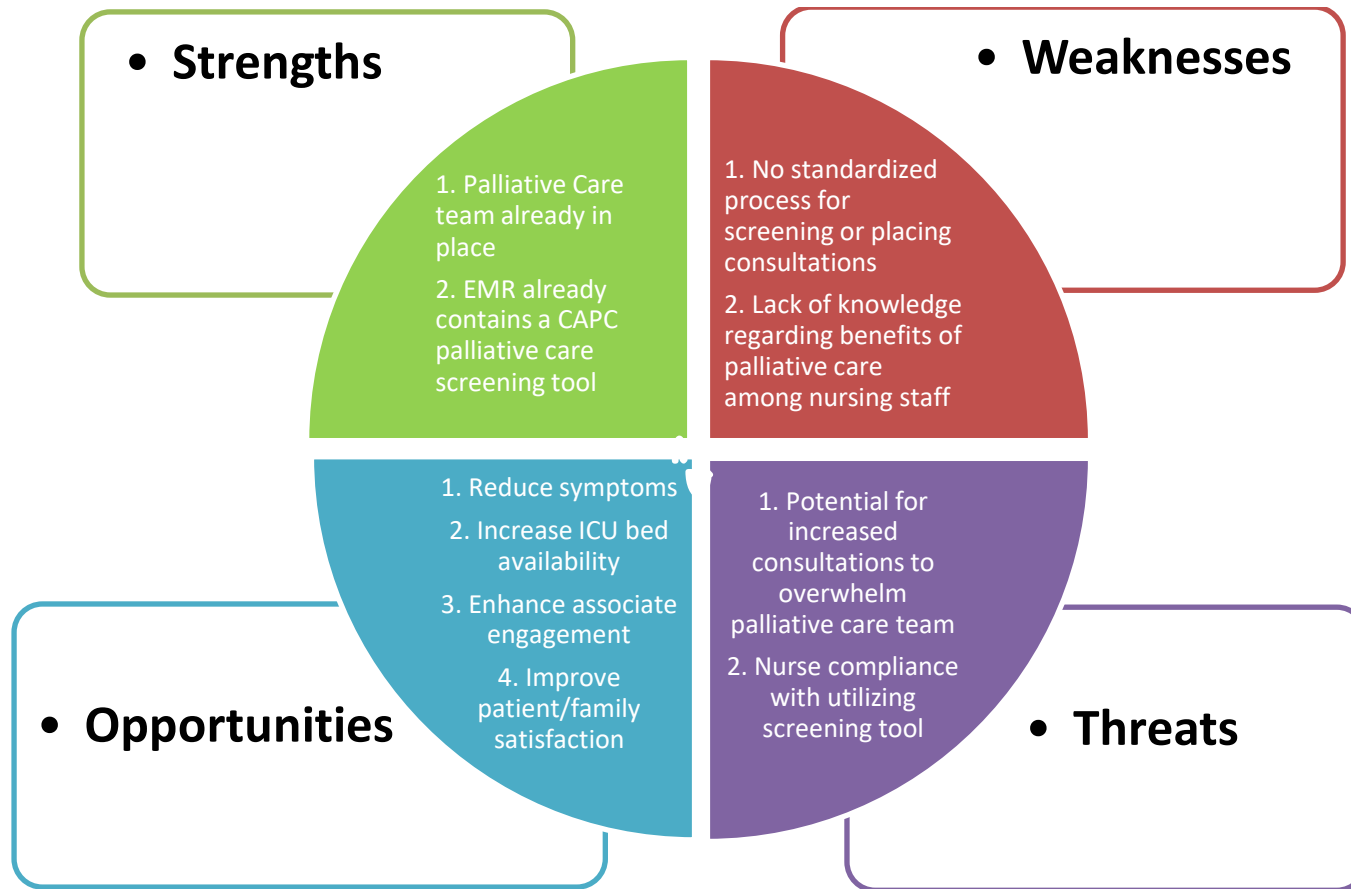 • Strengths
1. Palliative Care
team already in
place
2. EMR already
contains a CAPC
palliative care
screening tool
• Weaknesses
1. No standardized
process for
screening or placing
consultations
2. Lack of knowledge
regarding benefits of
palliative care
among nursing staff
• Opportunities
1. Reduce symptoms
2. Increase ICU bed
availability
3. Enhance associate
engagement
4. Improve
patient/family
satisfaction
• Threats
1. Potential for
increased
consultations to
overwhelm
palliative care team
2. Nurse compliance
with utilizing
screening tool